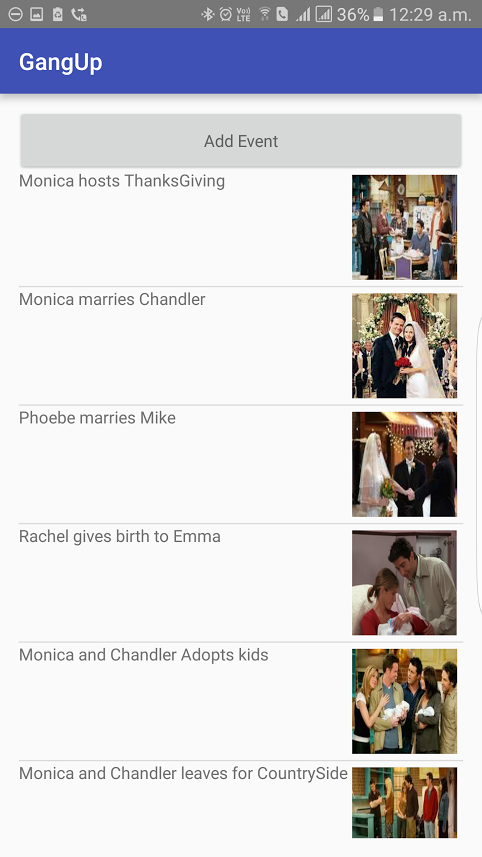 VoLTE 36% 12:29 a.m.
GangUp
Add Event
Monica hosts ThanksGiving
Monica marries Chandler
Phoebe marries Mike
Rachel gives birth to Emma
Monica and Chandler Adopts kids
Monica and Chandler leaves for CountrySide